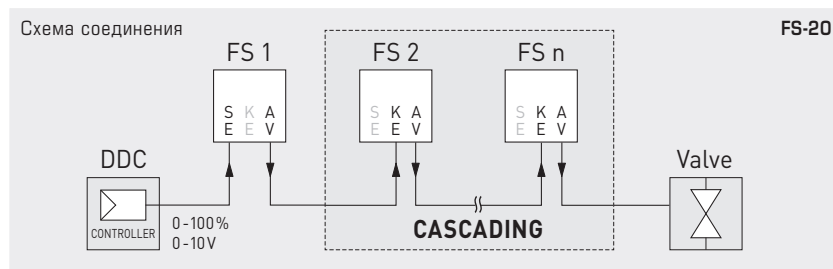 Схема соединения
FS-20
FS 1
FS 2
FS n
S K A
E E V
S K A
E E V
S K A
E E V
DDC
Valve
CONTROLLER
0-100%
0-10V
CASCADING